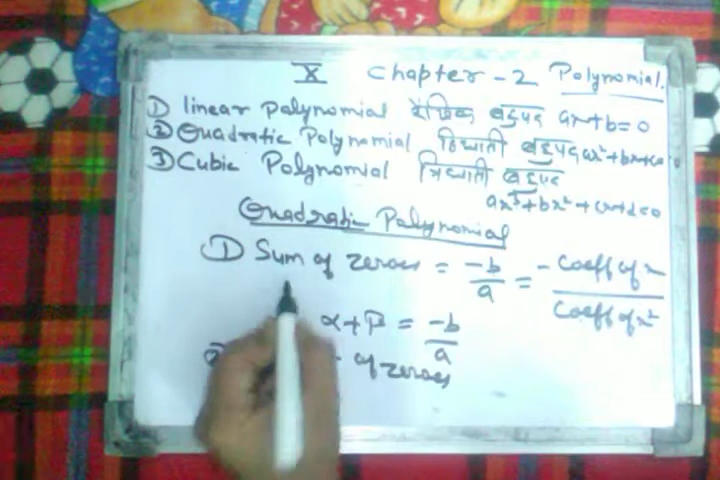 X Chapter - 2 Polynomial.
1) linear Polynomial रैखिक बहुपद ax+b=0
2) Quadratic Polynomial द्विघाती बहुपद ax²+bx+c=0
3) Cubic Polynomial त्रिघाती बहुपद
ax³+bx²+cx+d=0
Quadratic Polynomial
1) Sum of zeroes = -b/a = -Coeff of x/Coeff of x²
α+β = -b/a
of zeroes